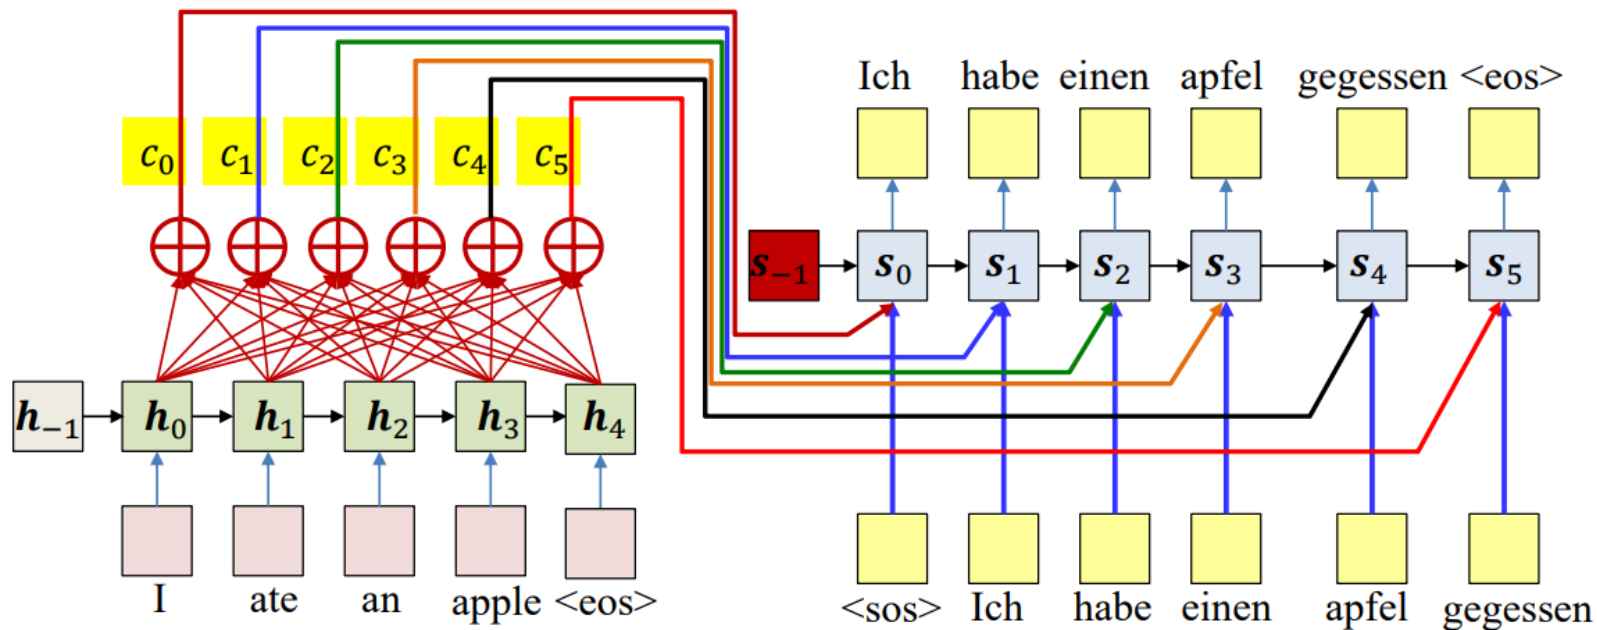 Ich habe einen apfel gegessen <eos>
c₀ c₁ c₂ c₃ c₄ c₅
s₋₁ s₀ s₁ s₂ s₃ s₄ s₅
h₋₁ h₀ h₁ h₂ h₃ h₄
I ate an apple <eos>
<sos> Ich habe einen apfel gegessen